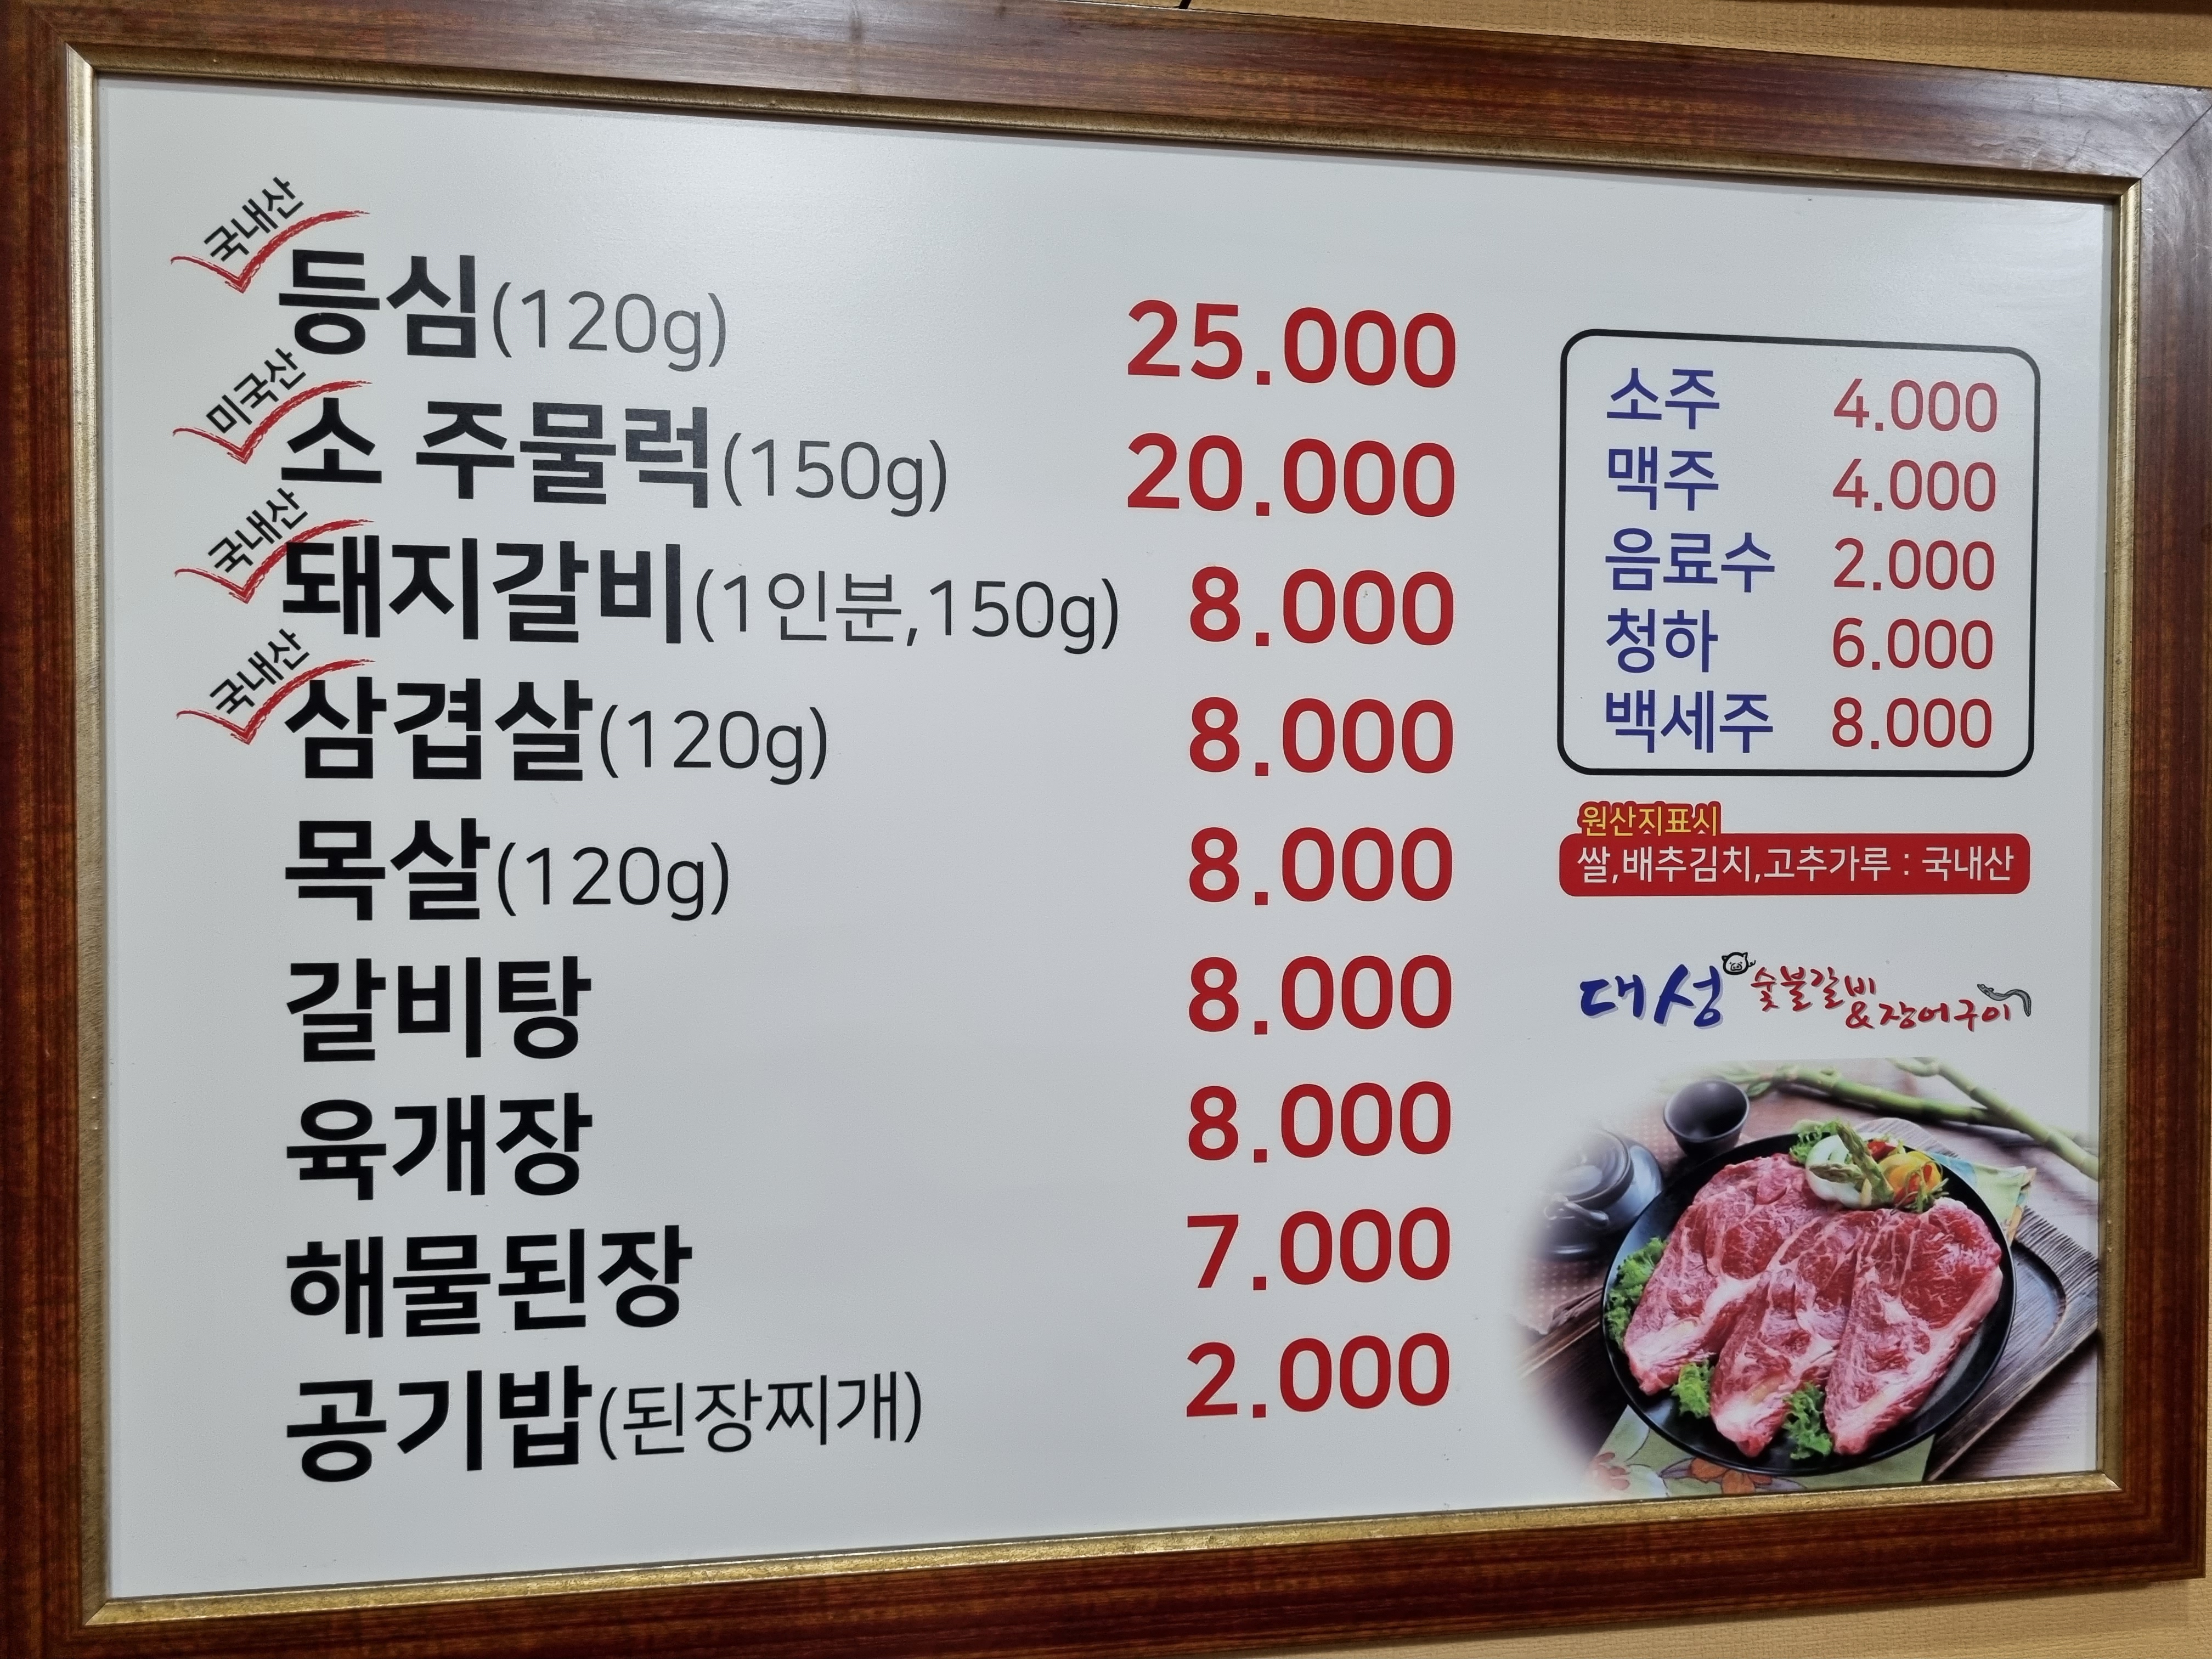 국내산
등심(120g) 25.000
미국산
소 주물럭(150g) 20.000
국내산
돼지갈비(1인분,150g) 8.000
국내산
삼겹살(120g) 8.000
목살(120g) 8.000
갈비탕 8.000
육개장 8.000
해물된장 7.000
공기밥(된장찌개) 2.000
소주 4.000
맥주 4.000
음료수 2.000
청하 6.000
백세주 8.000
원산지표시
쌀,배추김치,고추가루 : 국내산
대성 숯불갈비
&장어구이